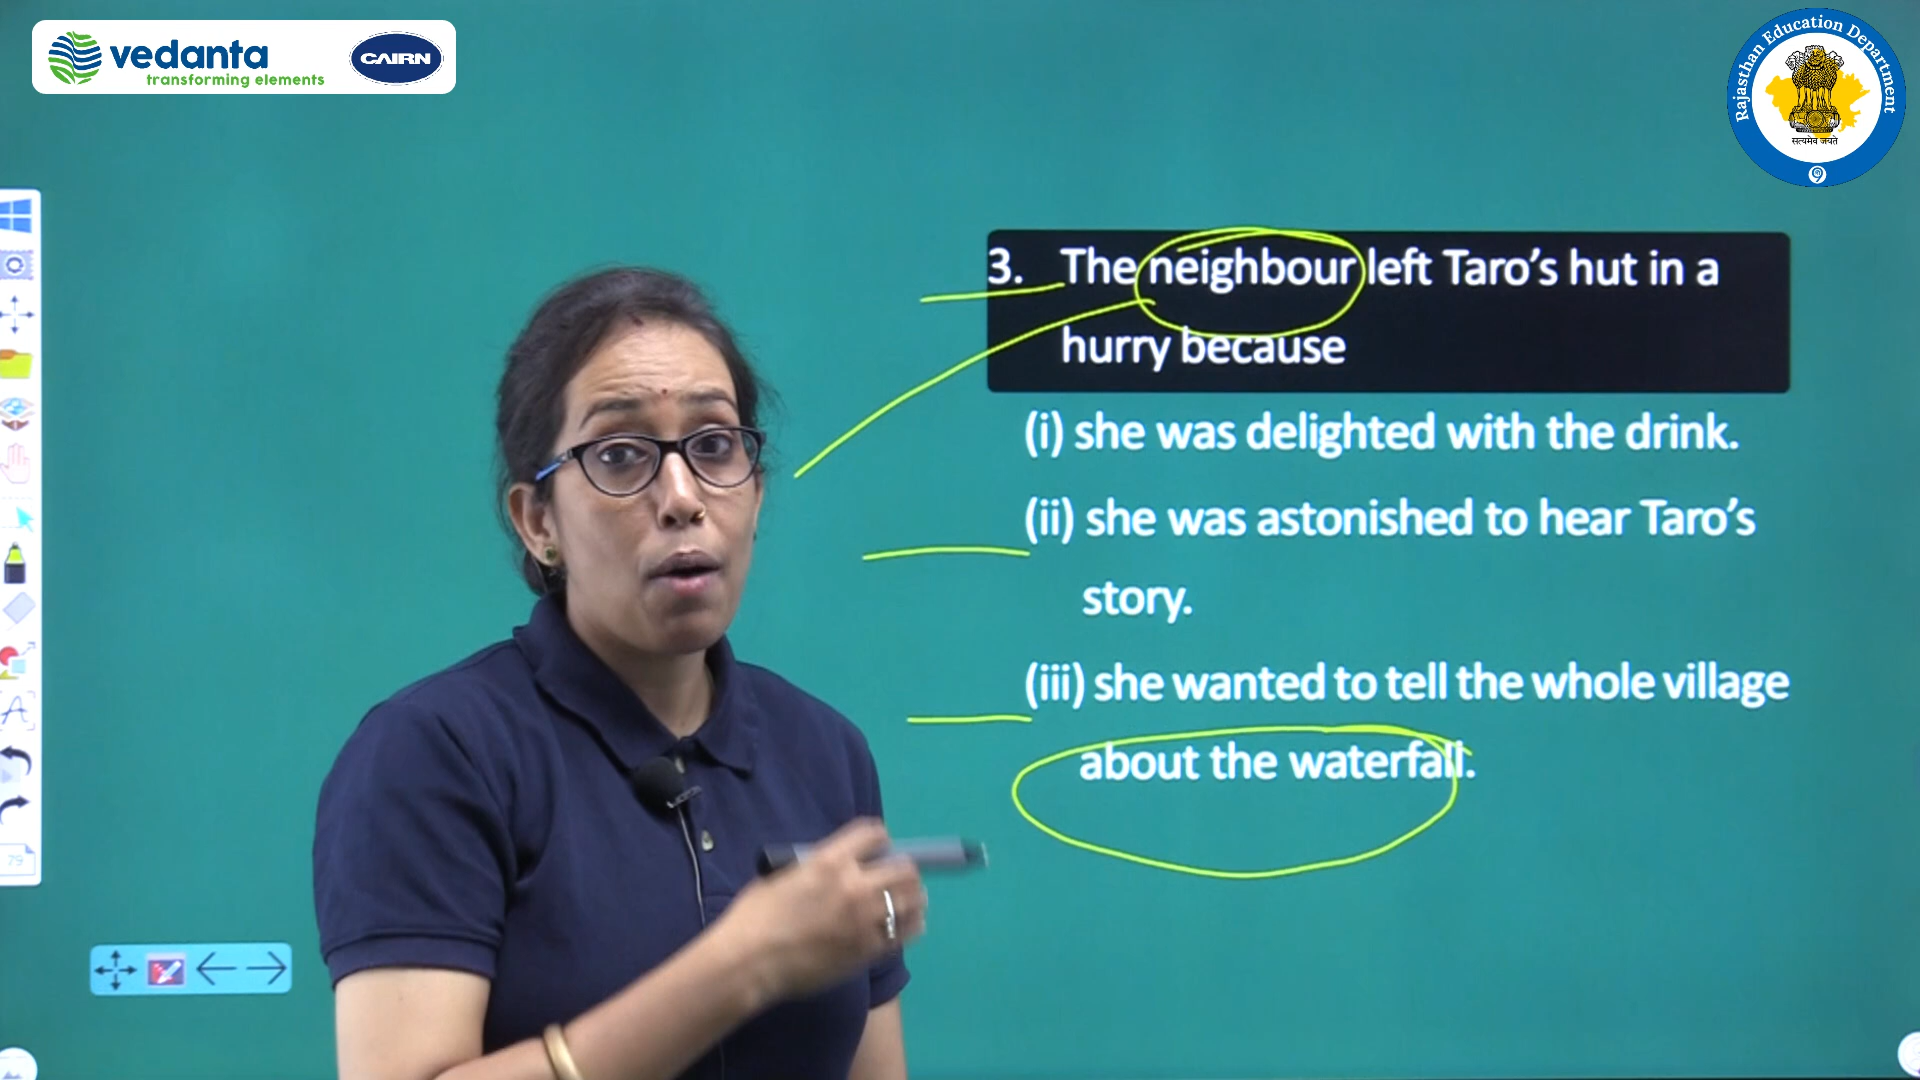 vedanta
transforming elements
CAIRN
Rajasthan Education Department
सत्यमेव जयते
3. The neighbour left Taro's hut in a
hurry because
(i) she was delighted with the drink.
(ii) she was astonished to hear Taro's
story.
(iii) she wanted to tell the whole village
about the waterfall.
79